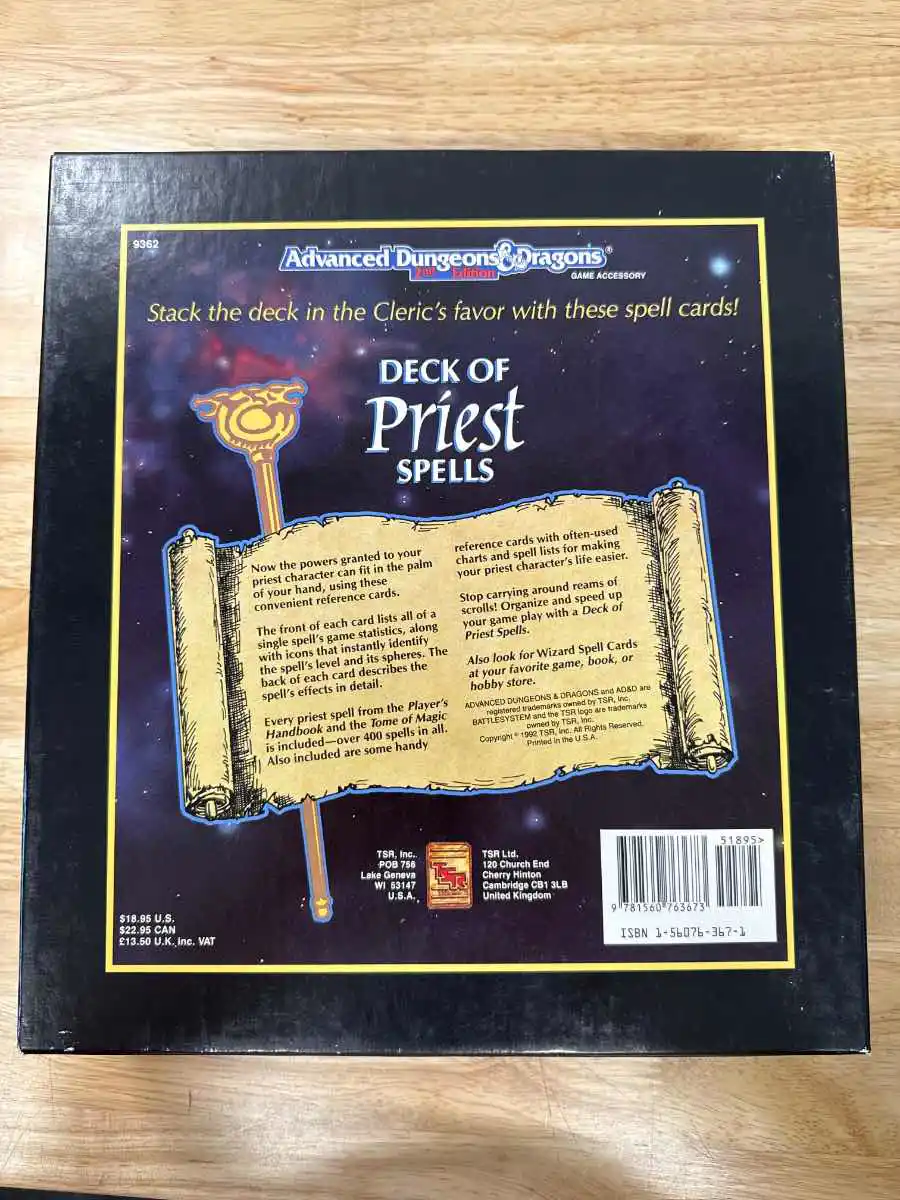 9362
Advanced Dungeons & Dragons®
2nd Edition
GAME ACCESSORY
Stack the deck in the Cleric's favor with these spell cards!
DECK OF
Priest
SPELLS
Now the powers granted to your
priest character can fit in the palm
of your hand, using these
convenient reference cards.
The front of each card lists all of a
single spell's game statistics, along
with icons that instantly identify
the spell's level and its spheres. The
back of each card describes the
spell's effects in detail.
Every priest spell from the Player's
Handbook and the Tome of Magic
is included—over 400 spells in all.
Also included are some handy
reference cards with often-used
charts and spell lists for making
your priest character's life easier.
Stop carrying around reams of
scrolls! Organize and speed up
your game play with a Deck of
Priest Spells.
Also look for Wizard Spell Cards
at your favorite game, book, or
hobby store.
ADVANCED DUNGEONS & DRAGONS and AD&D are
registered trademarks owned by TSR, Inc.
BATTLESYSTEM and the TSR logo are trademarks
owned by TSR, Inc.
Copyright © 1992 TSR, Inc. All Rights Reserved.
Printed in the U.S.A.
TSR, Inc.
POB 756
Lake Geneva
WI 53147
U.S.A.
TSR
TSR Ltd.
120 Church End
Cherry Hinton
Cambridge CB1 3LB
United Kingdom
$18.95 U.S.
$22.95 CAN
£13.50 U.K. inc. VAT
51895>
9 781560 763673
ISBN 1-56076-367-1